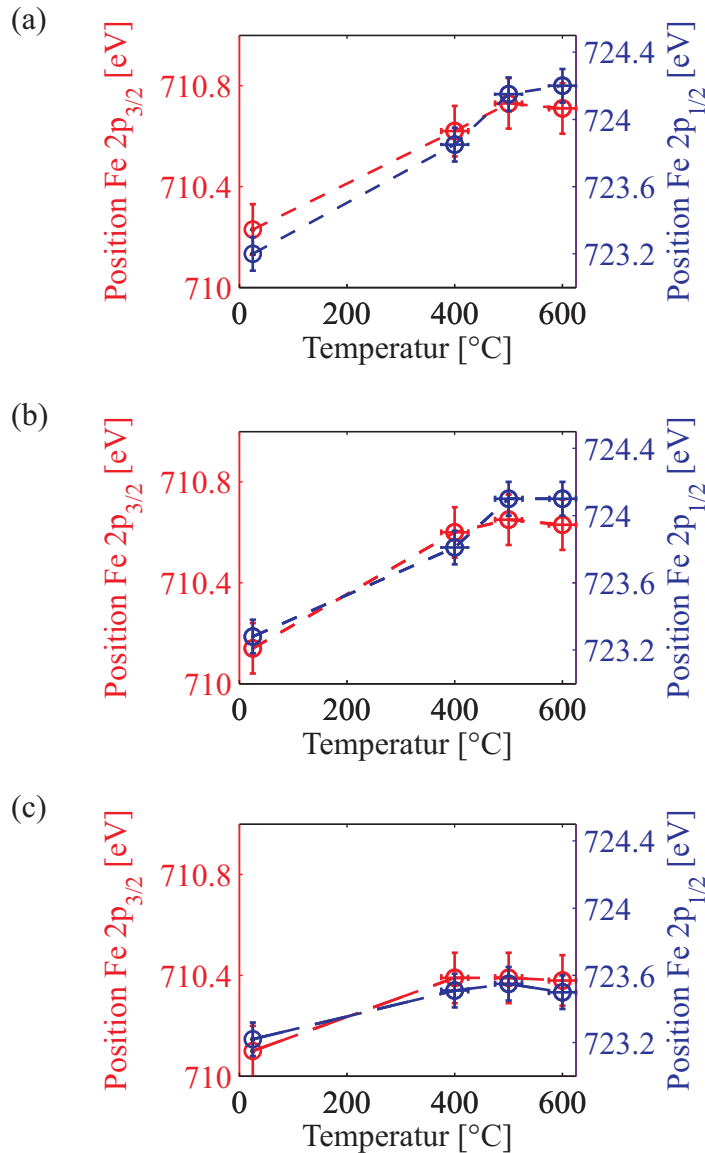 (a)
Position Fe 2p3/2 [eV]
710.8
710.4
710
724.4
724
723.6
723.2
Position Fe 2p1/2 [eV]
0 200 400 600
Temperatur [°C]
(b)
Position Fe 2p3/2 [eV]
710.8
710.4
710
724.4
724
723.6
723.2
Position Fe 2p1/2 [eV]
0 200 400 600
Temperatur [°C]
(c)
Position Fe 2p3/2 [eV]
710.8
710.4
710
724.4
724
723.6
723.2
Position Fe 2p1/2 [eV]
0 200 400 600
Temperatur [°C]